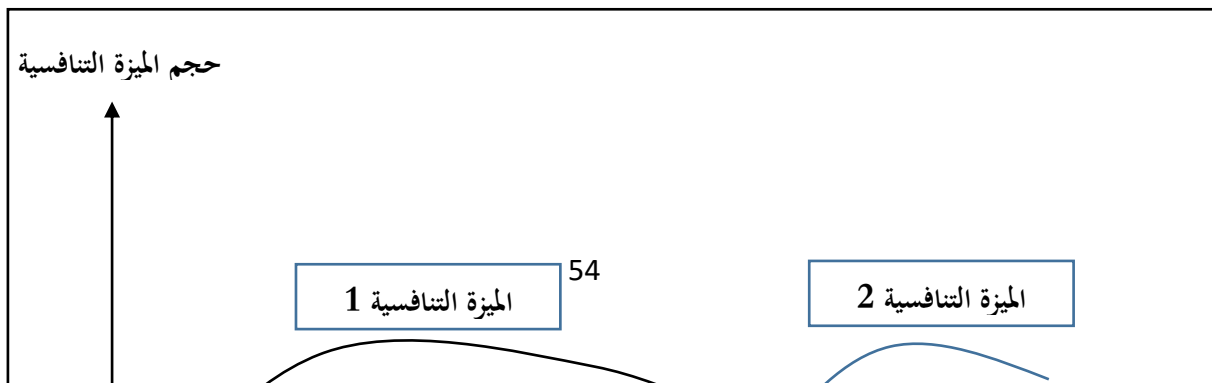 حجم الميزة التنافسية
54
الميزة التنافسية 1
الميزة التنافسية 2